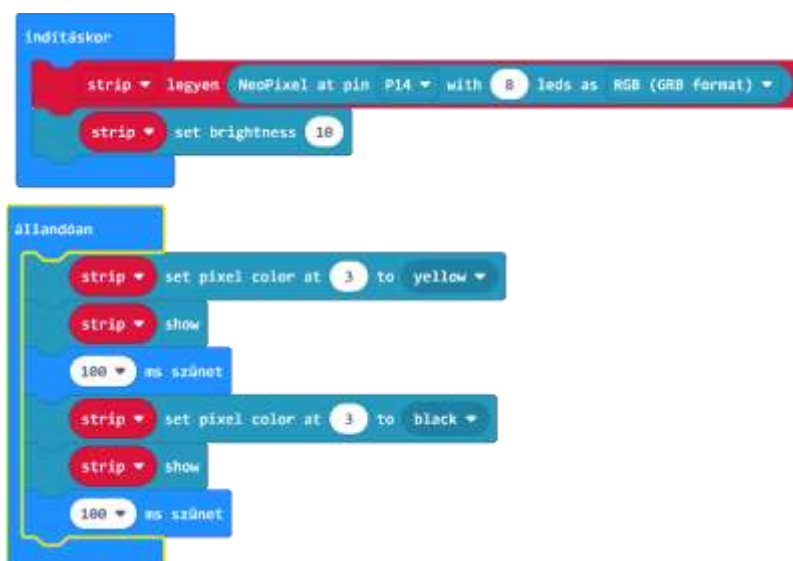 indításkor
strip legyen NeoPixel at pin P14 with 8 leds as RGB (GRB format)
strip set brightness 10
állandóan
strip set pixel color at 3 to yellow
strip show
100 ms szünet
strip set pixel color at 3 to black
strip show
100 ms szünet